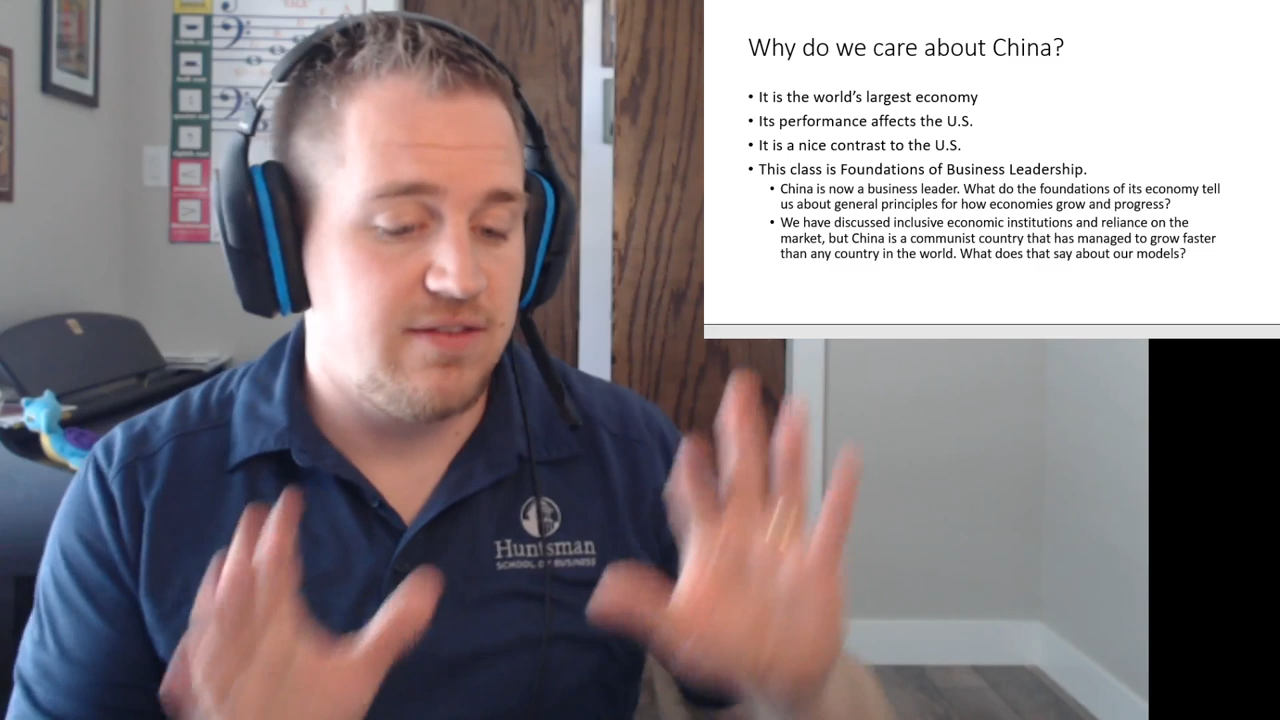 Why do we care about China?
• It is the world’s largest economy
• Its performance affects the U.S.
• It is a nice contrast to the U.S.
• This class is Foundations of Business Leadership.
• China is now a business leader. What do the foundations of its economy tell
us about general principles for how economies grow and progress?
• We have discussed inclusive economic institutions and reliance on the
market, but China is a communist country that has managed to grow faster
than any country in the world. What does that say about our models?
Huntsman
SCHOOL OF BUSINESS